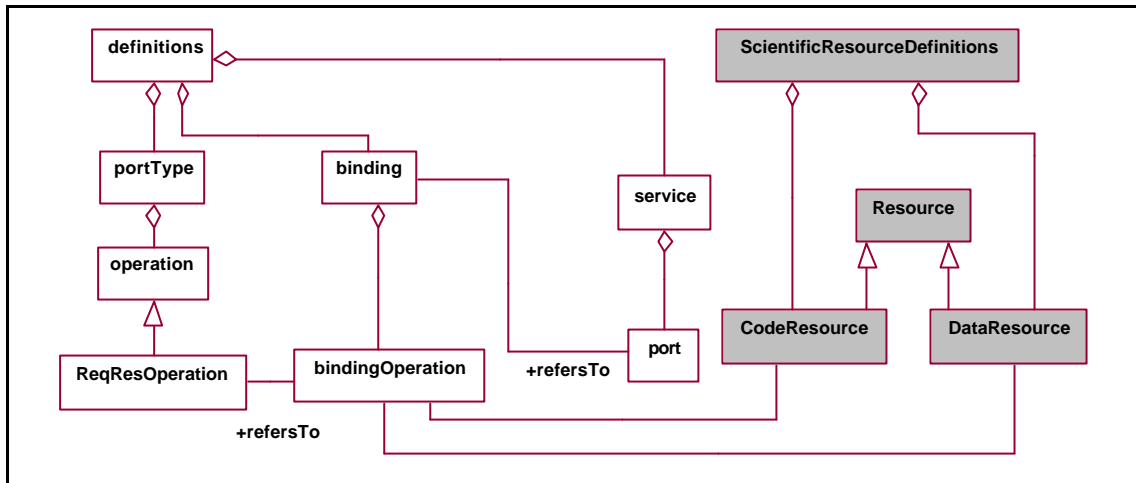 definitions
ScientificResourceDefinitions
portType
binding
service
Resource
operation
CodeResource
DataResource
port
ReqResOperation
bindingOperation
+refersTo
+refersTo